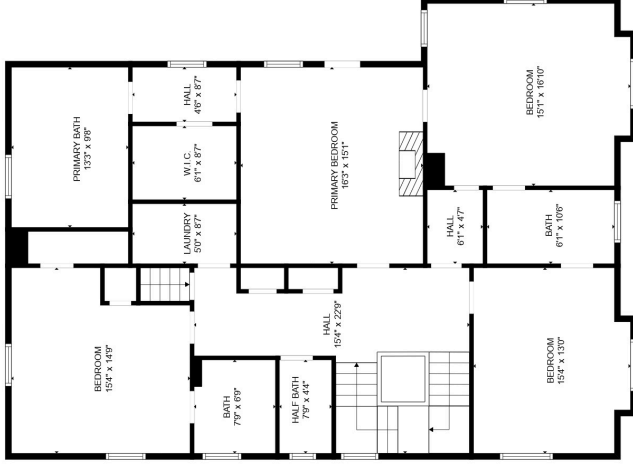 PRIMARY BATH
13'3" x 9'8"
HALL
4'6" x 8'7"
W.I.C.
6'1" x 8'7"
LAUNDRY
5'0" x 8'7"
PRIMARY BEDROOM
16'3" x 15'1"
BEDROOM
15'1" x 16'10"
HALL
6'1" x 4'7"
BATH
6'1" x 10'6"
BEDROOM
15'4" x 14'9"
HALL
15'4" x 22'9"
BATH
7'9" x 6'9"
HALF BATH
7'9" x 4'4"
BEDROOM
15'4" x 13'0"